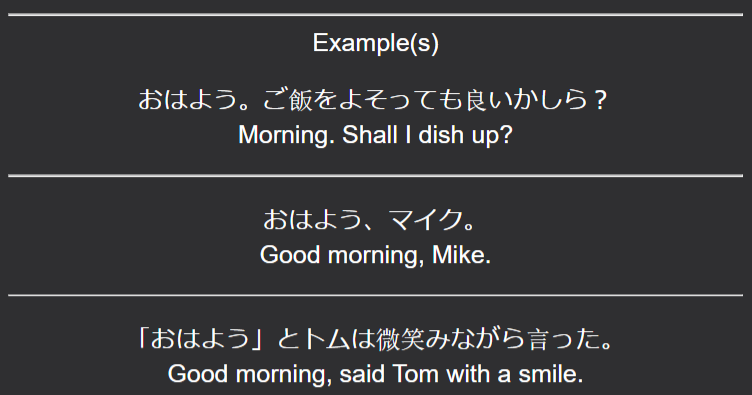 Example(s)
おはよう。ご飯をよそっても良いかしら？
Morning. Shall I dish up?
おはよう、マイク。
Good morning, Mike.
「おはよう」とトムは微笑みながら言った。
Good morning, said Tom with a smile.